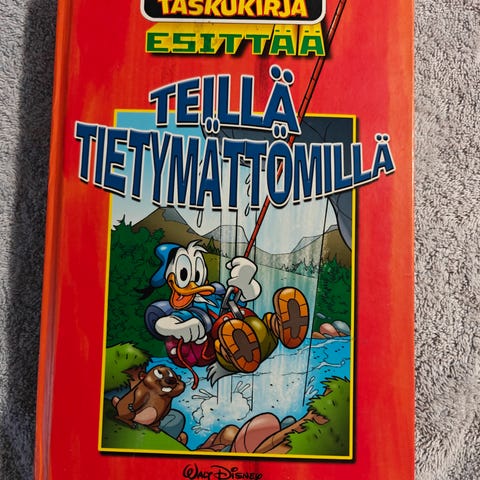 TASKUKIRJA
ESITTÄÄ
TEILLÄ
TIETYMÄTTÖMILLÄ
WALT DISNEY